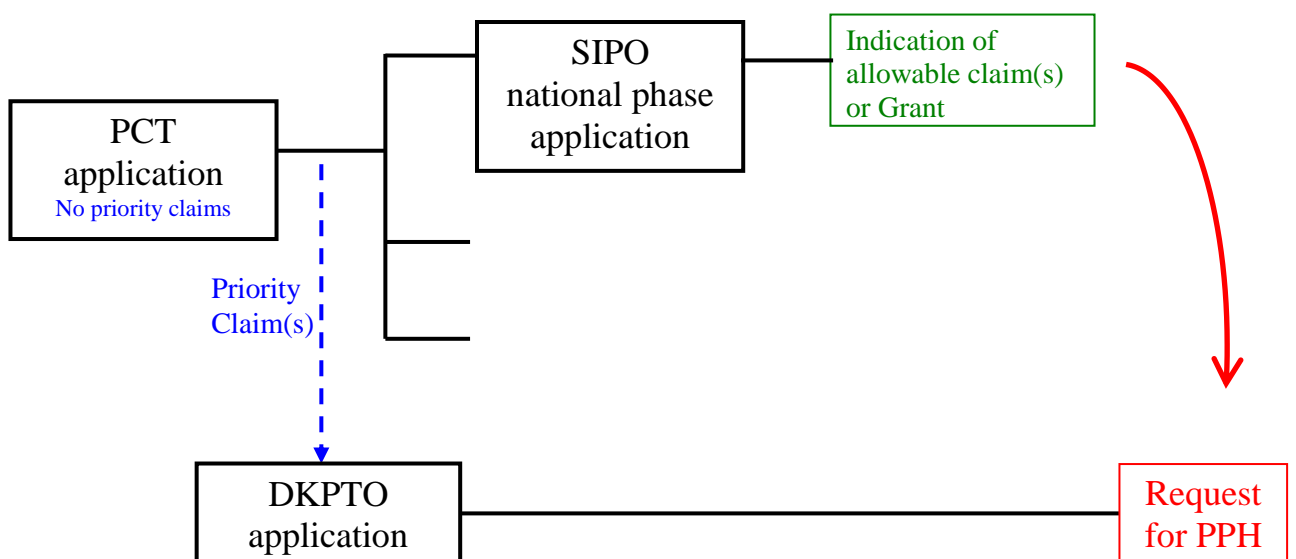 SIPO
national phase
application
Indication of
allowable claim(s)
or Grant
PCT
application
No priority claims
Priority
Claim(s)
DKPTO
application
Request
for PPH